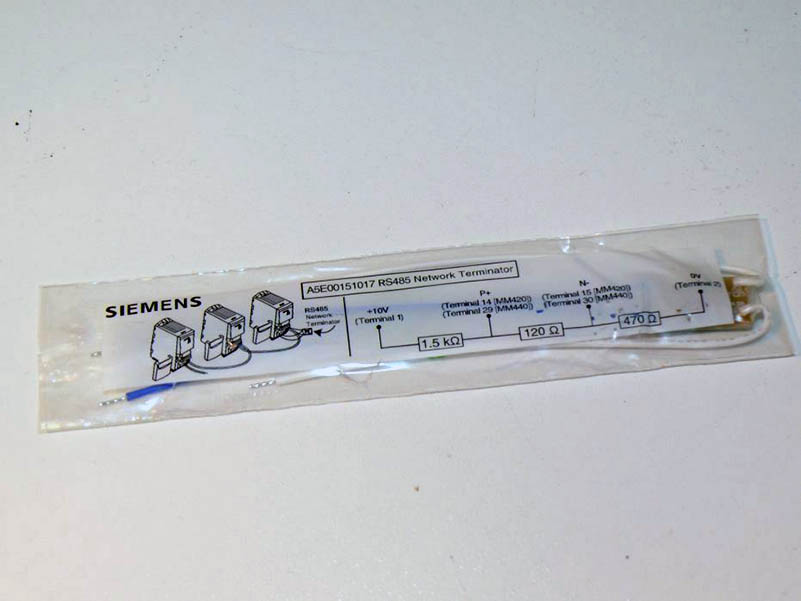 SIEMENS
A5E00151017 RS485 Network Terminator
RS485
Network
Terminator
+10V
(Terminal 1)
P+
(Terminal 14 [MM420])
(Terminal 29 [MM440])
N-
(Terminal 15 [MM420])
(Terminal 30 [MM440])
0V
(Terminal 2)
1.5 kΩ
120 Ω
470 Ω